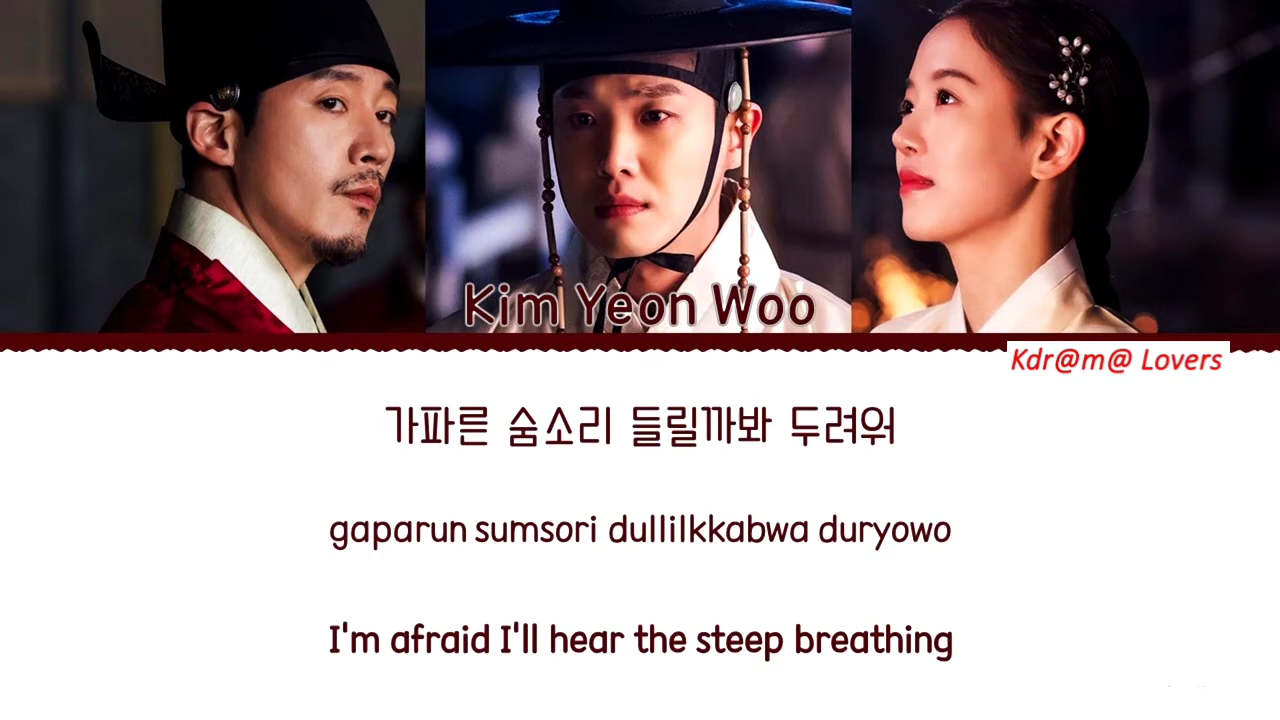 Kim Yeon Woo
Kdr@m@ Lovers
가파른 숨소리 들릴까봐 두려워
gaparun sumsori dullilkkabwa duryowo
I'm afraid I'll hear the steep breathing